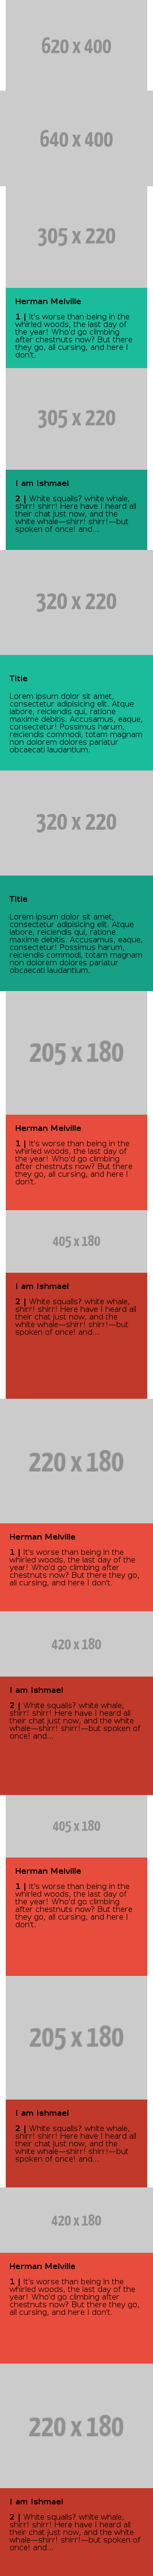 620 x 400
640 x 400
305 x 220
Herman Melville
1 | It's worse than being in the
whirled woods, the last day of
the year! Who'd go climbing
after chestnuts now? But there
they go, all cursing, and here I
don't.
305 x 220
I am Ishmael
2 | White squalls? white whale,
shirr! shirr! Here have I heard all
their chat just now, and the
white whale—shirr! shirr!—but
spoken of once! and…
320 x 220
Title
Lorem ipsum dolor sit amet,
consectetur adipisicing elit. Atque
labore, reiciendis qui, ratione
maxime debitis. Accusamus, eaque,
consectetur! Possimus harum,
reiciendis commodi, totam magnam
non dolorem dolores pariatur
obcaecati laudantium.
320 x 220
Title
Lorem ipsum dolor sit amet,
consectetur adipisicing elit. Atque
labore, reiciendis qui, ratione
maxime debitis. Accusamus, eaque,
consectetur! Possimus harum,
reiciendis commodi, totam magnam
non dolorem dolores pariatur
obcaecati laudantium.
205 x 180
Herman Melville
1 | It's worse than being in the
whirled woods, the last day of
the year! Who'd go climbing
after chestnuts now? But there
they go, all cursing, and here I
don't.
405 x 180
I am Ishmael
2 | White squalls? white whale,
shirr! shirr! Here have I heard all
their chat just now, and the
white whale—shirr! shirr!—but
spoken of once! and…
220 x 180
Herman Melville
1 | It's worse than being in the
whirled woods, the last day of the
year! Who'd go climbing after
chestnuts now? But there they go,
all cursing, and here I don't.
420 x 180
I am Ishmael
2 | White squalls? white whale,
shirr! shirr! Here have I heard all
their chat just now, and the white
whale—shirr! shirr!—but spoken of
once! and…
405 x 180
Herman Melville
1 | It's worse than being in the
whirled woods, the last day of
the year! Who'd go climbing
after chestnuts now? But there
they go, all cursing, and here I
don't.
205 x 180
I am Ishmael
2 | White squalls? white whale,
shirr! shirr! Here have I heard all
their chat just now, and the
white whale—shirr! shirr!—but
spoken of once! and…
420 x 180
Herman Melville
1 | It's worse than being in the
whirled woods, the last day of the
year! Who'd go climbing after
chestnuts now? But there they go,
all cursing, and here I don't.
220 x 180
I am Ishmael
2 | White squalls? white whale,
shirr! shirr! Here have I heard all
their chat just now, and the white
whale—shirr! shirr!—but spoken of
once! and…